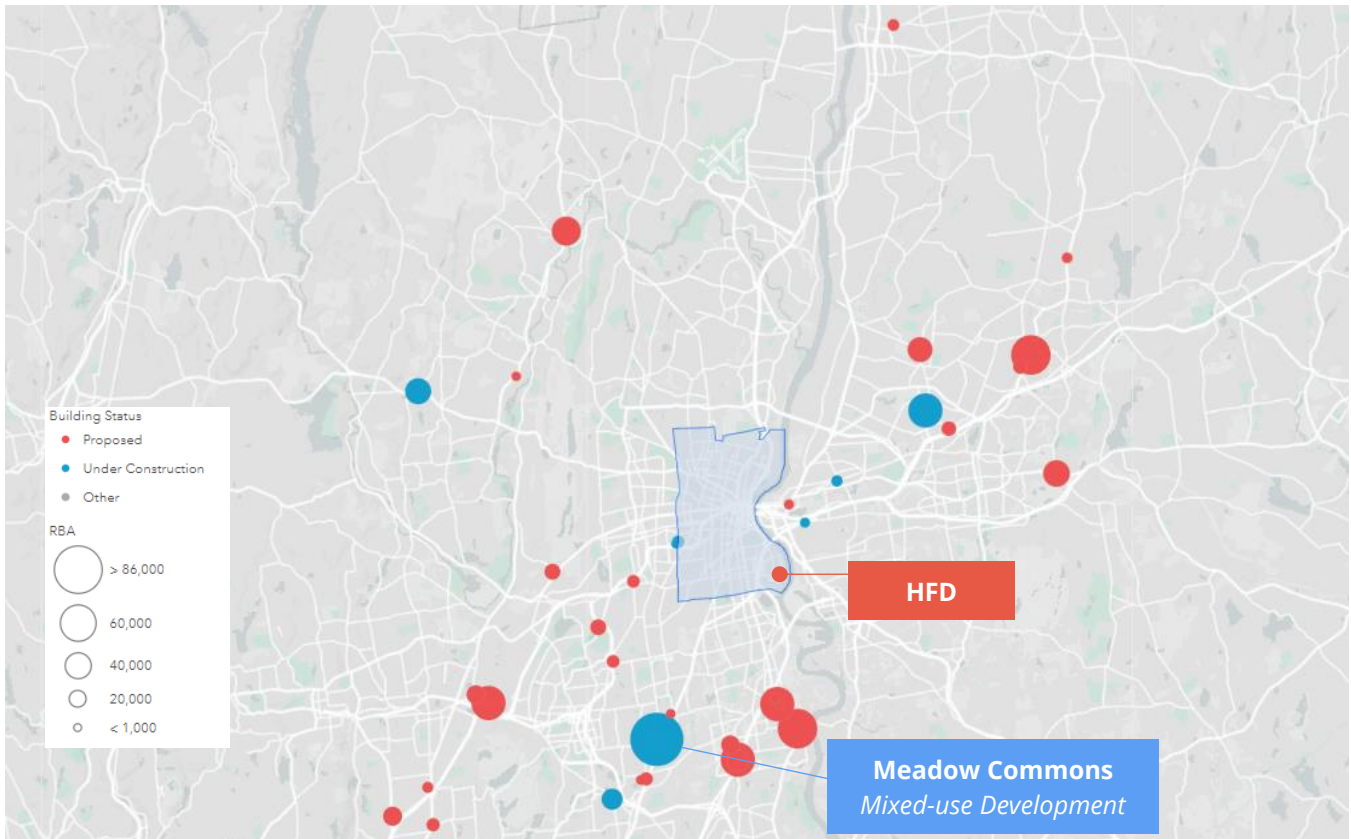 Building Status
Proposed
Under Construction
Other
RBA
> 86,000
60,000
40,000
20,000
< 1,000
HFD
Meadow Commons
Mixed-use Development